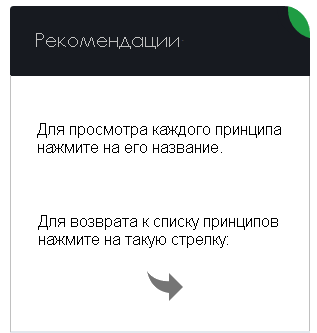 Рекомендации
Для просмотра каждого принципа
нажмите на его название.
Для возврата к списку принципов
нажмите на такую стрелку: